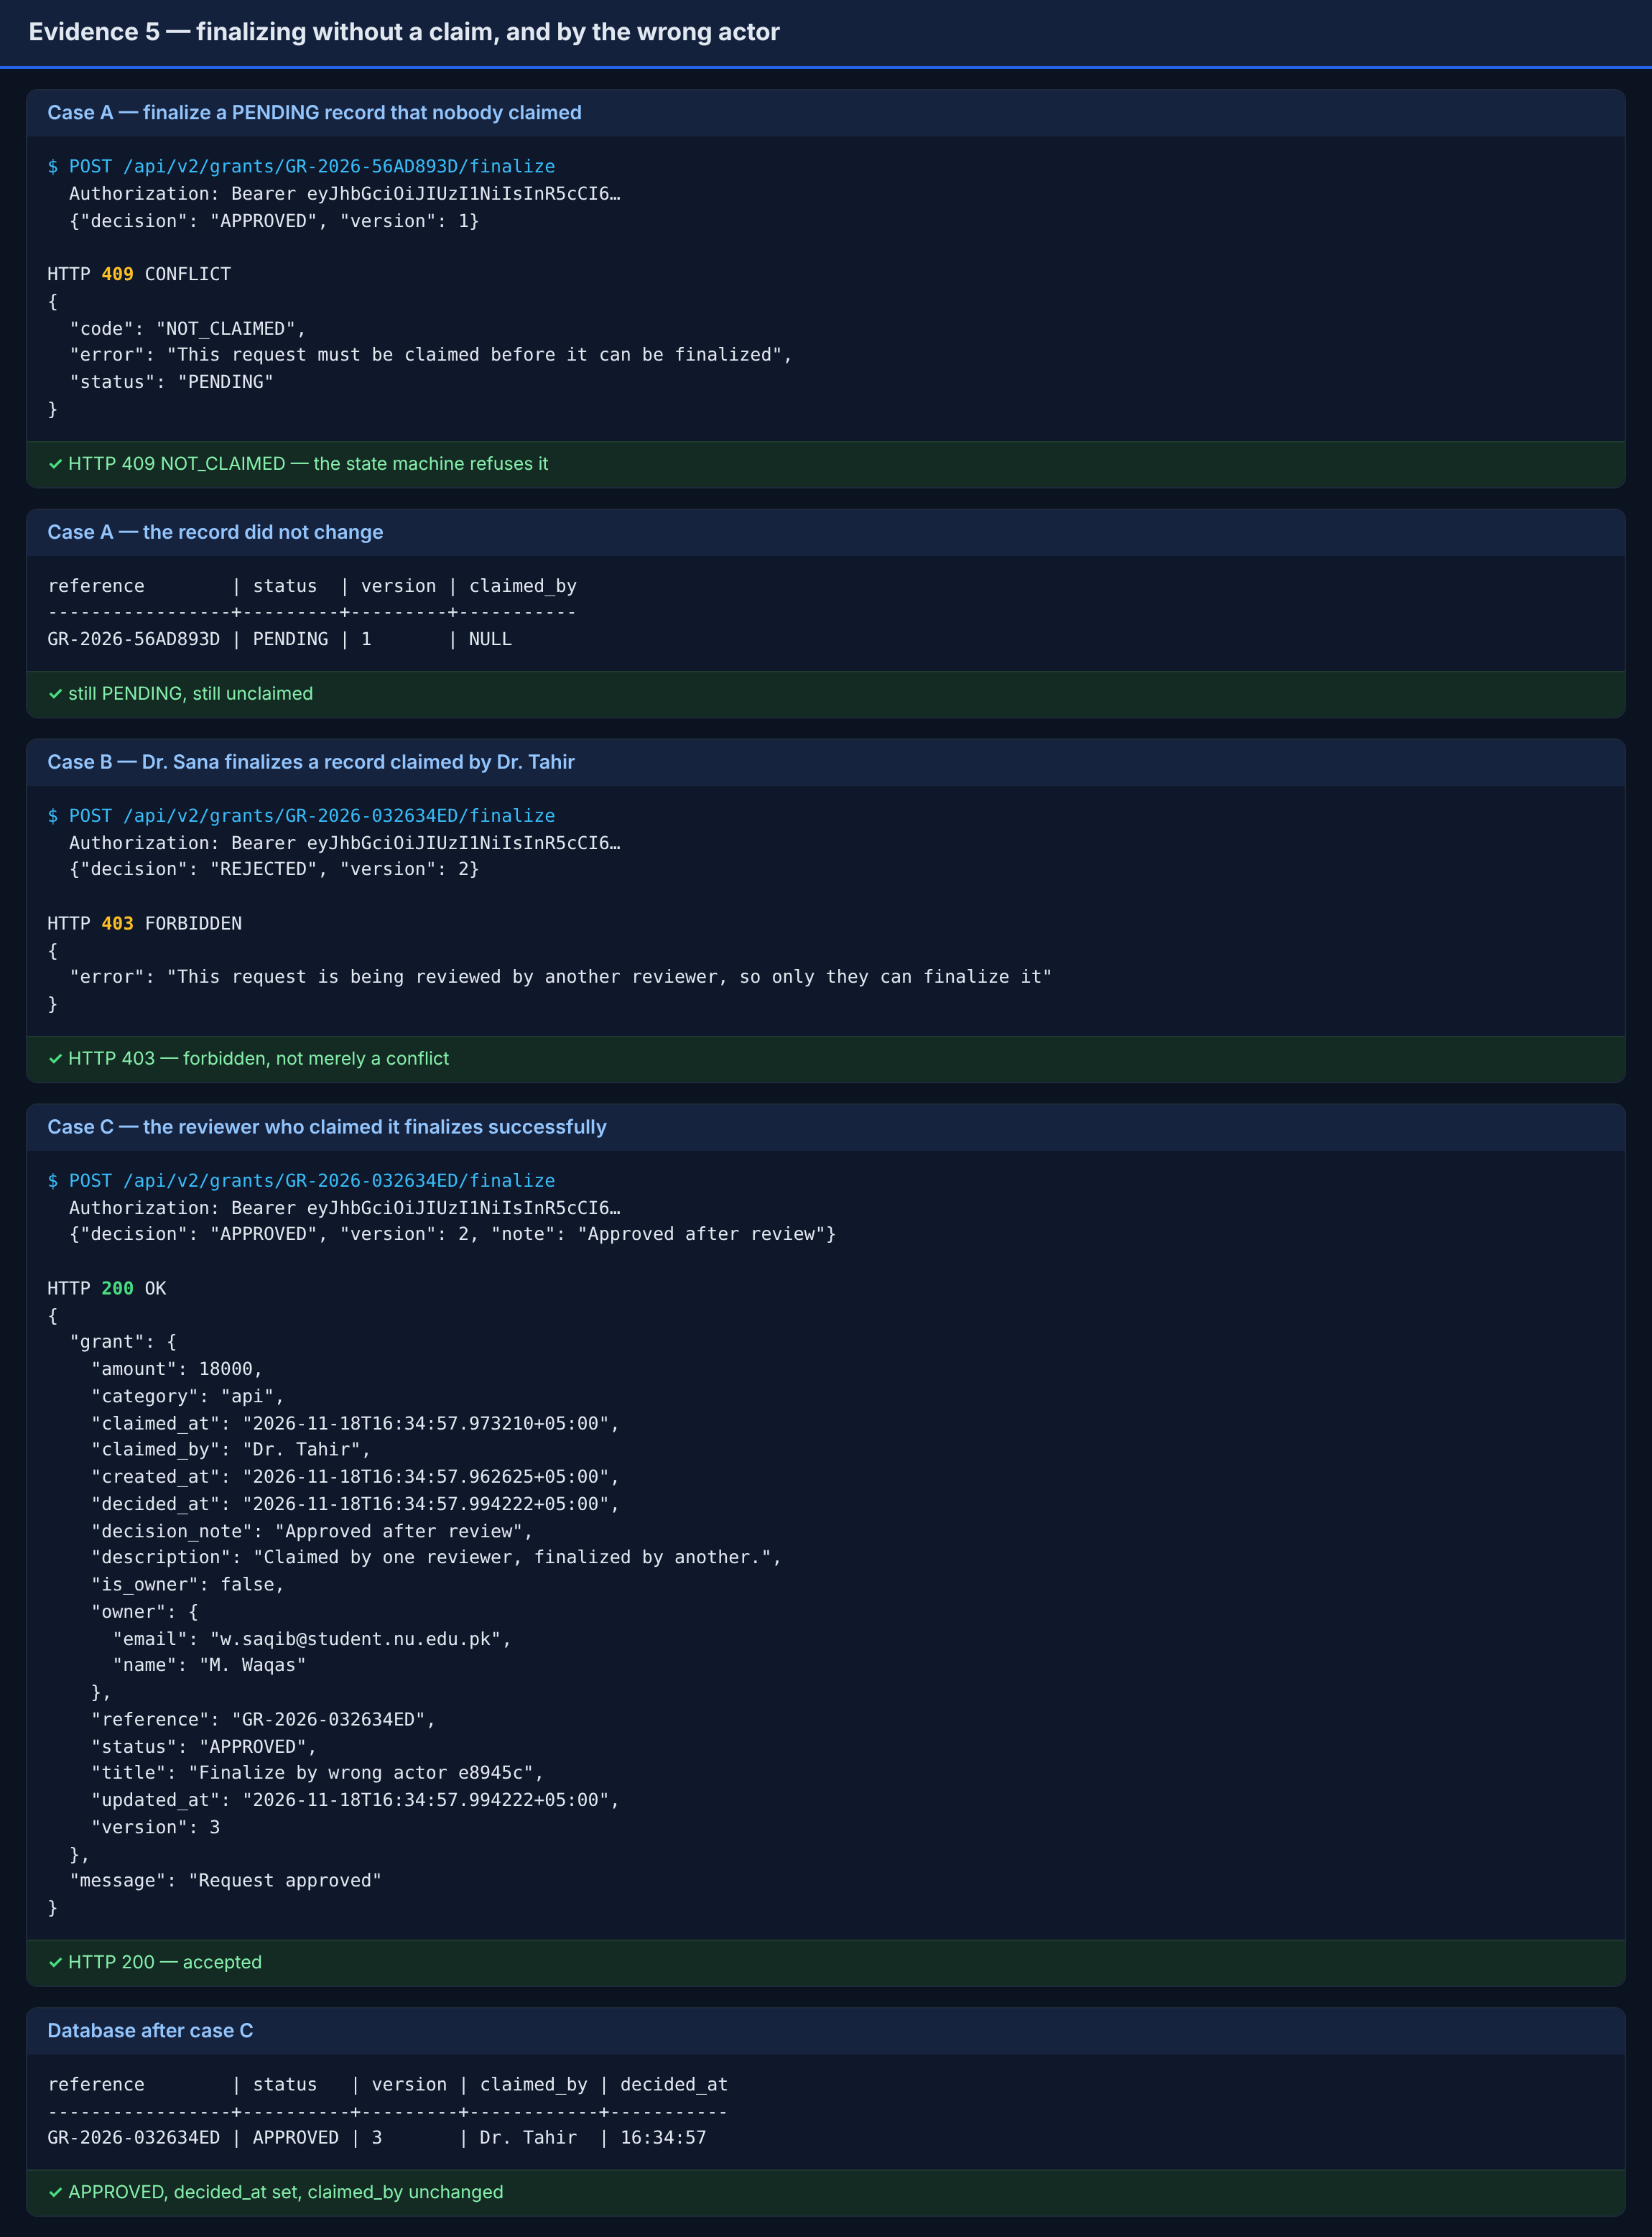 Evidence 5 — finalizing without a claim, and by the wrong actor
Case A — finalize a PENDING record that nobody claimed
$ POST /api/v2/grants/GR-2026-56AD893D/finalize
  Authorization: Bearer eyJhbGciOiJIUzI1NiIsInR5cCI6…
  {"decision": "APPROVED", "version": 1}
HTTP 409 CONFLICT
{
  "code": "NOT_CLAIMED",
  "error": "This request must be claimed before it can be finalized",
  "status": "PENDING"
}
✓ HTTP 409 NOT_CLAIMED — the state machine refuses it
Case A — the record did not change
reference        | status  | version | claimed_by
-----------------+---------+---------+-----------
GR-2026-56AD893D | PENDING | 1       | NULL
✓ still PENDING, still unclaimed
Case B — Dr. Sana finalizes a record claimed by Dr. Tahir
$ POST /api/v2/grants/GR-2026-032634ED/finalize
  Authorization: Bearer eyJhbGciOiJIUzI1NiIsInR5cCI6…
  {"decision": "REJECTED", "version": 2}
HTTP 403 FORBIDDEN
{
  "error": "This request is being reviewed by another reviewer, so only they can finalize it"
}
✓ HTTP 403 — forbidden, not merely a conflict
Case C — the reviewer who claimed it finalizes successfully
$ POST /api/v2/grants/GR-2026-032634ED/finalize
  Authorization: Bearer eyJhbGciOiJIUzI1NiIsInR5cCI6…
  {"decision": "APPROVED", "version": 2, "note": "Approved after review"}
HTTP 200 OK
{
  "grant": {
    "amount": 18000,
    "category": "api",
    "claimed_at": "2026-11-18T16:34:57.973210+05:00",
    "claimed_by": "Dr. Tahir",
    "created_at": "2026-11-18T16:34:57.962625+05:00",
    "decided_at": "2026-11-18T16:34:57.994222+05:00",
    "decision_note": "Approved after review",
    "description": "Claimed by one reviewer, finalized by another.",
    "is_owner": false,
    "owner": {
      "email": "w.saqib@student.nu.edu.pk",
      "name": "M. Waqas"
    },
    "reference": "GR-2026-032634ED",
    "status": "APPROVED",
    "title": "Finalize by wrong actor e8945c",
    "updated_at": "2026-11-18T16:34:57.994222+05:00",
    "version": 3
  },
  "message": "Request approved"
}
✓ HTTP 200 — accepted
Database after case C
reference        | status   | version | claimed_by | decided_at
-----------------+----------+---------+------------+-----------
GR-2026-032634ED | APPROVED | 3       | Dr. Tahir  | 16:34:57
✓ APPROVED, decided_at set, claimed_by unchanged